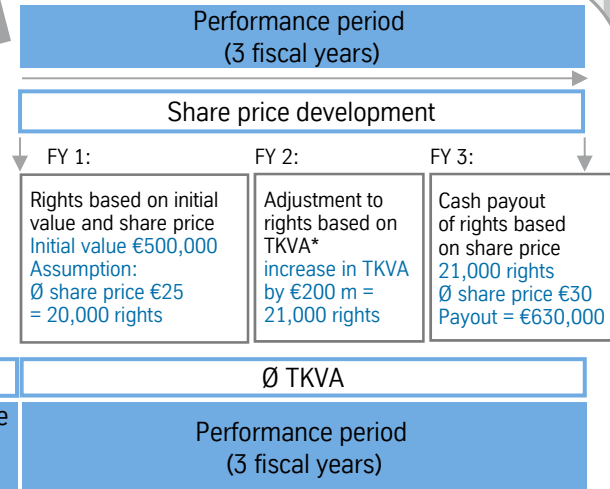 Performance period
(3 fiscal years)
Share price development
FY 1:
FY 2:
FY 3:
Rights based on initial
value and share price
Initial value €500,000
Assumption:
Ø share price €25
= 20,000 rights
Adjustment to
rights based on
TKVA*
increase in TKVA
by €200 m =
21,000 rights
Cash payout
of rights based
on share price
21,000 rights
Ø share price €30
Payout = €630,000
Ø TKVA
Performance period
(3 fiscal years)